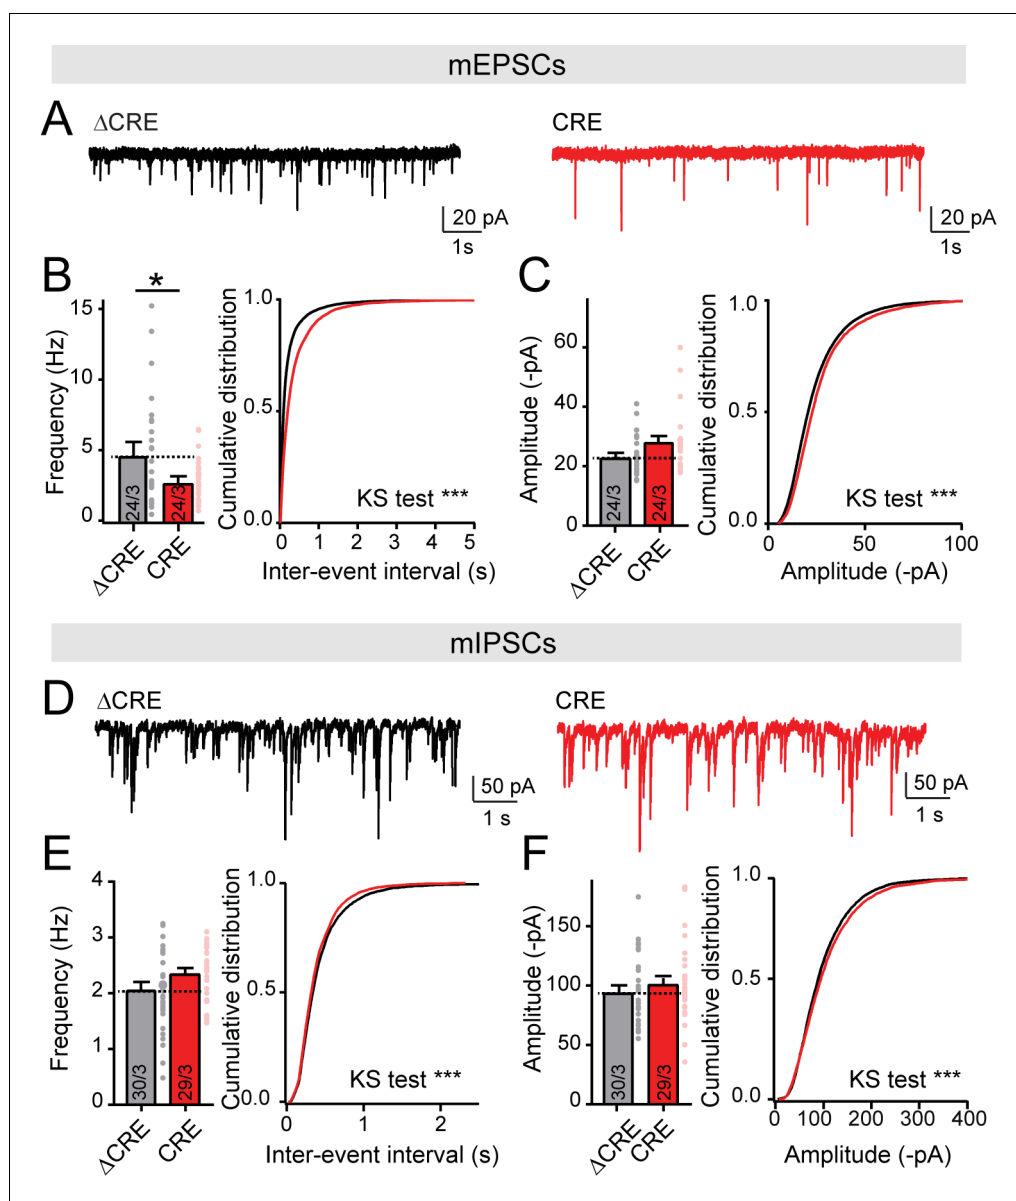 mEPSCs
A
ΔCRE
CRE
20 pA
1s
20 pA
1s
B
*
Frequency (Hz)
15
10
5
0
24/3
24/3
ΔCRE
CRE
Cumulative distribution
1.0
0.5
0.0
KS test ***
0 1 2 3 4 5
Inter-event interval (s)
C
Amplitude (-pA)
60
40
20
0
24/3
24/3
ΔCRE
CRE
Cumulative distribution
1.0
0.5
0.0
KS test ***
0 50 100
Amplitude (-pA)
mIPSCs
D
ΔCRE
CRE
50 pA
1 s
50 pA
1 s
E
Frequency (Hz)
4
3
2
1
0
30/3
29/3
ΔCRE
CRE
Cumulative distribution
1.0
0.5
0.0
KS test ***
0 1 2
Inter-event interval (s)
F
Amplitude (-pA)
150
100
50
0
30/3
29/3
ΔCRE
CRE
Cumulative distribution
1.0
0.5
0.0
KS test ***
0 100 200 300 400
Amplitude (-pA)